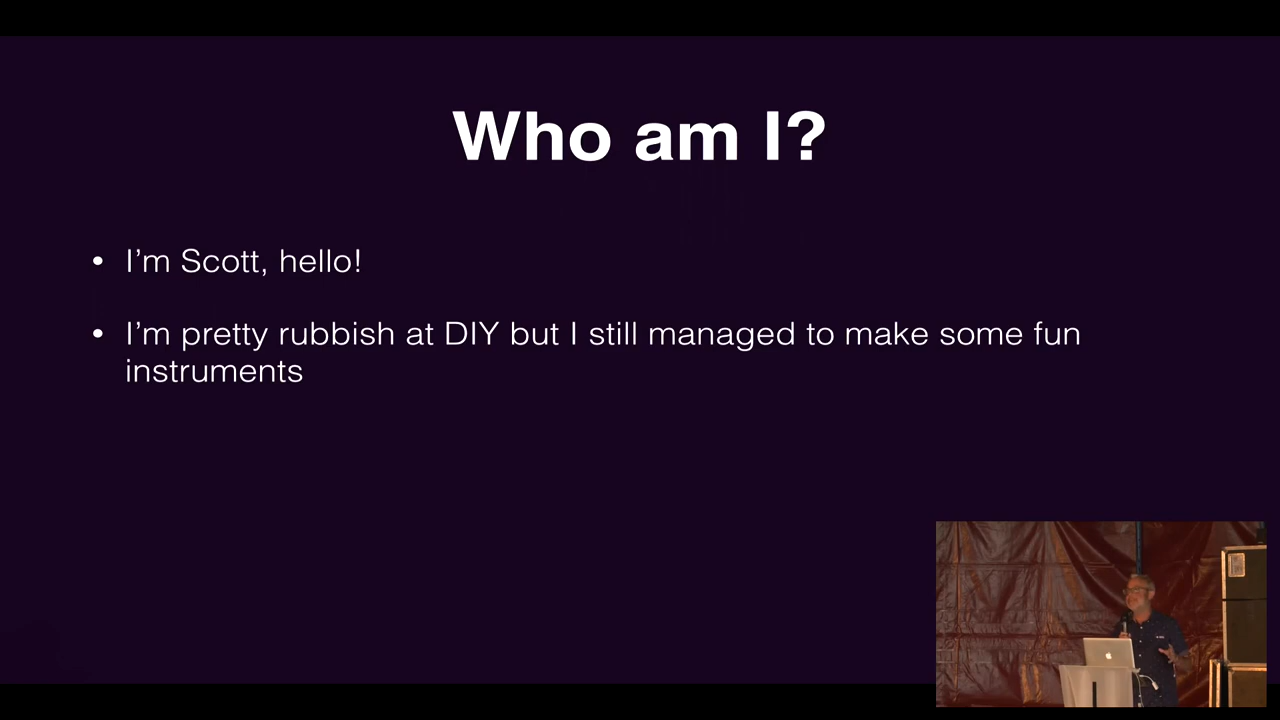 Who am I?
• I'm Scott, hello!
• I'm pretty rubbish at DIY but I still managed to make some fun
instruments